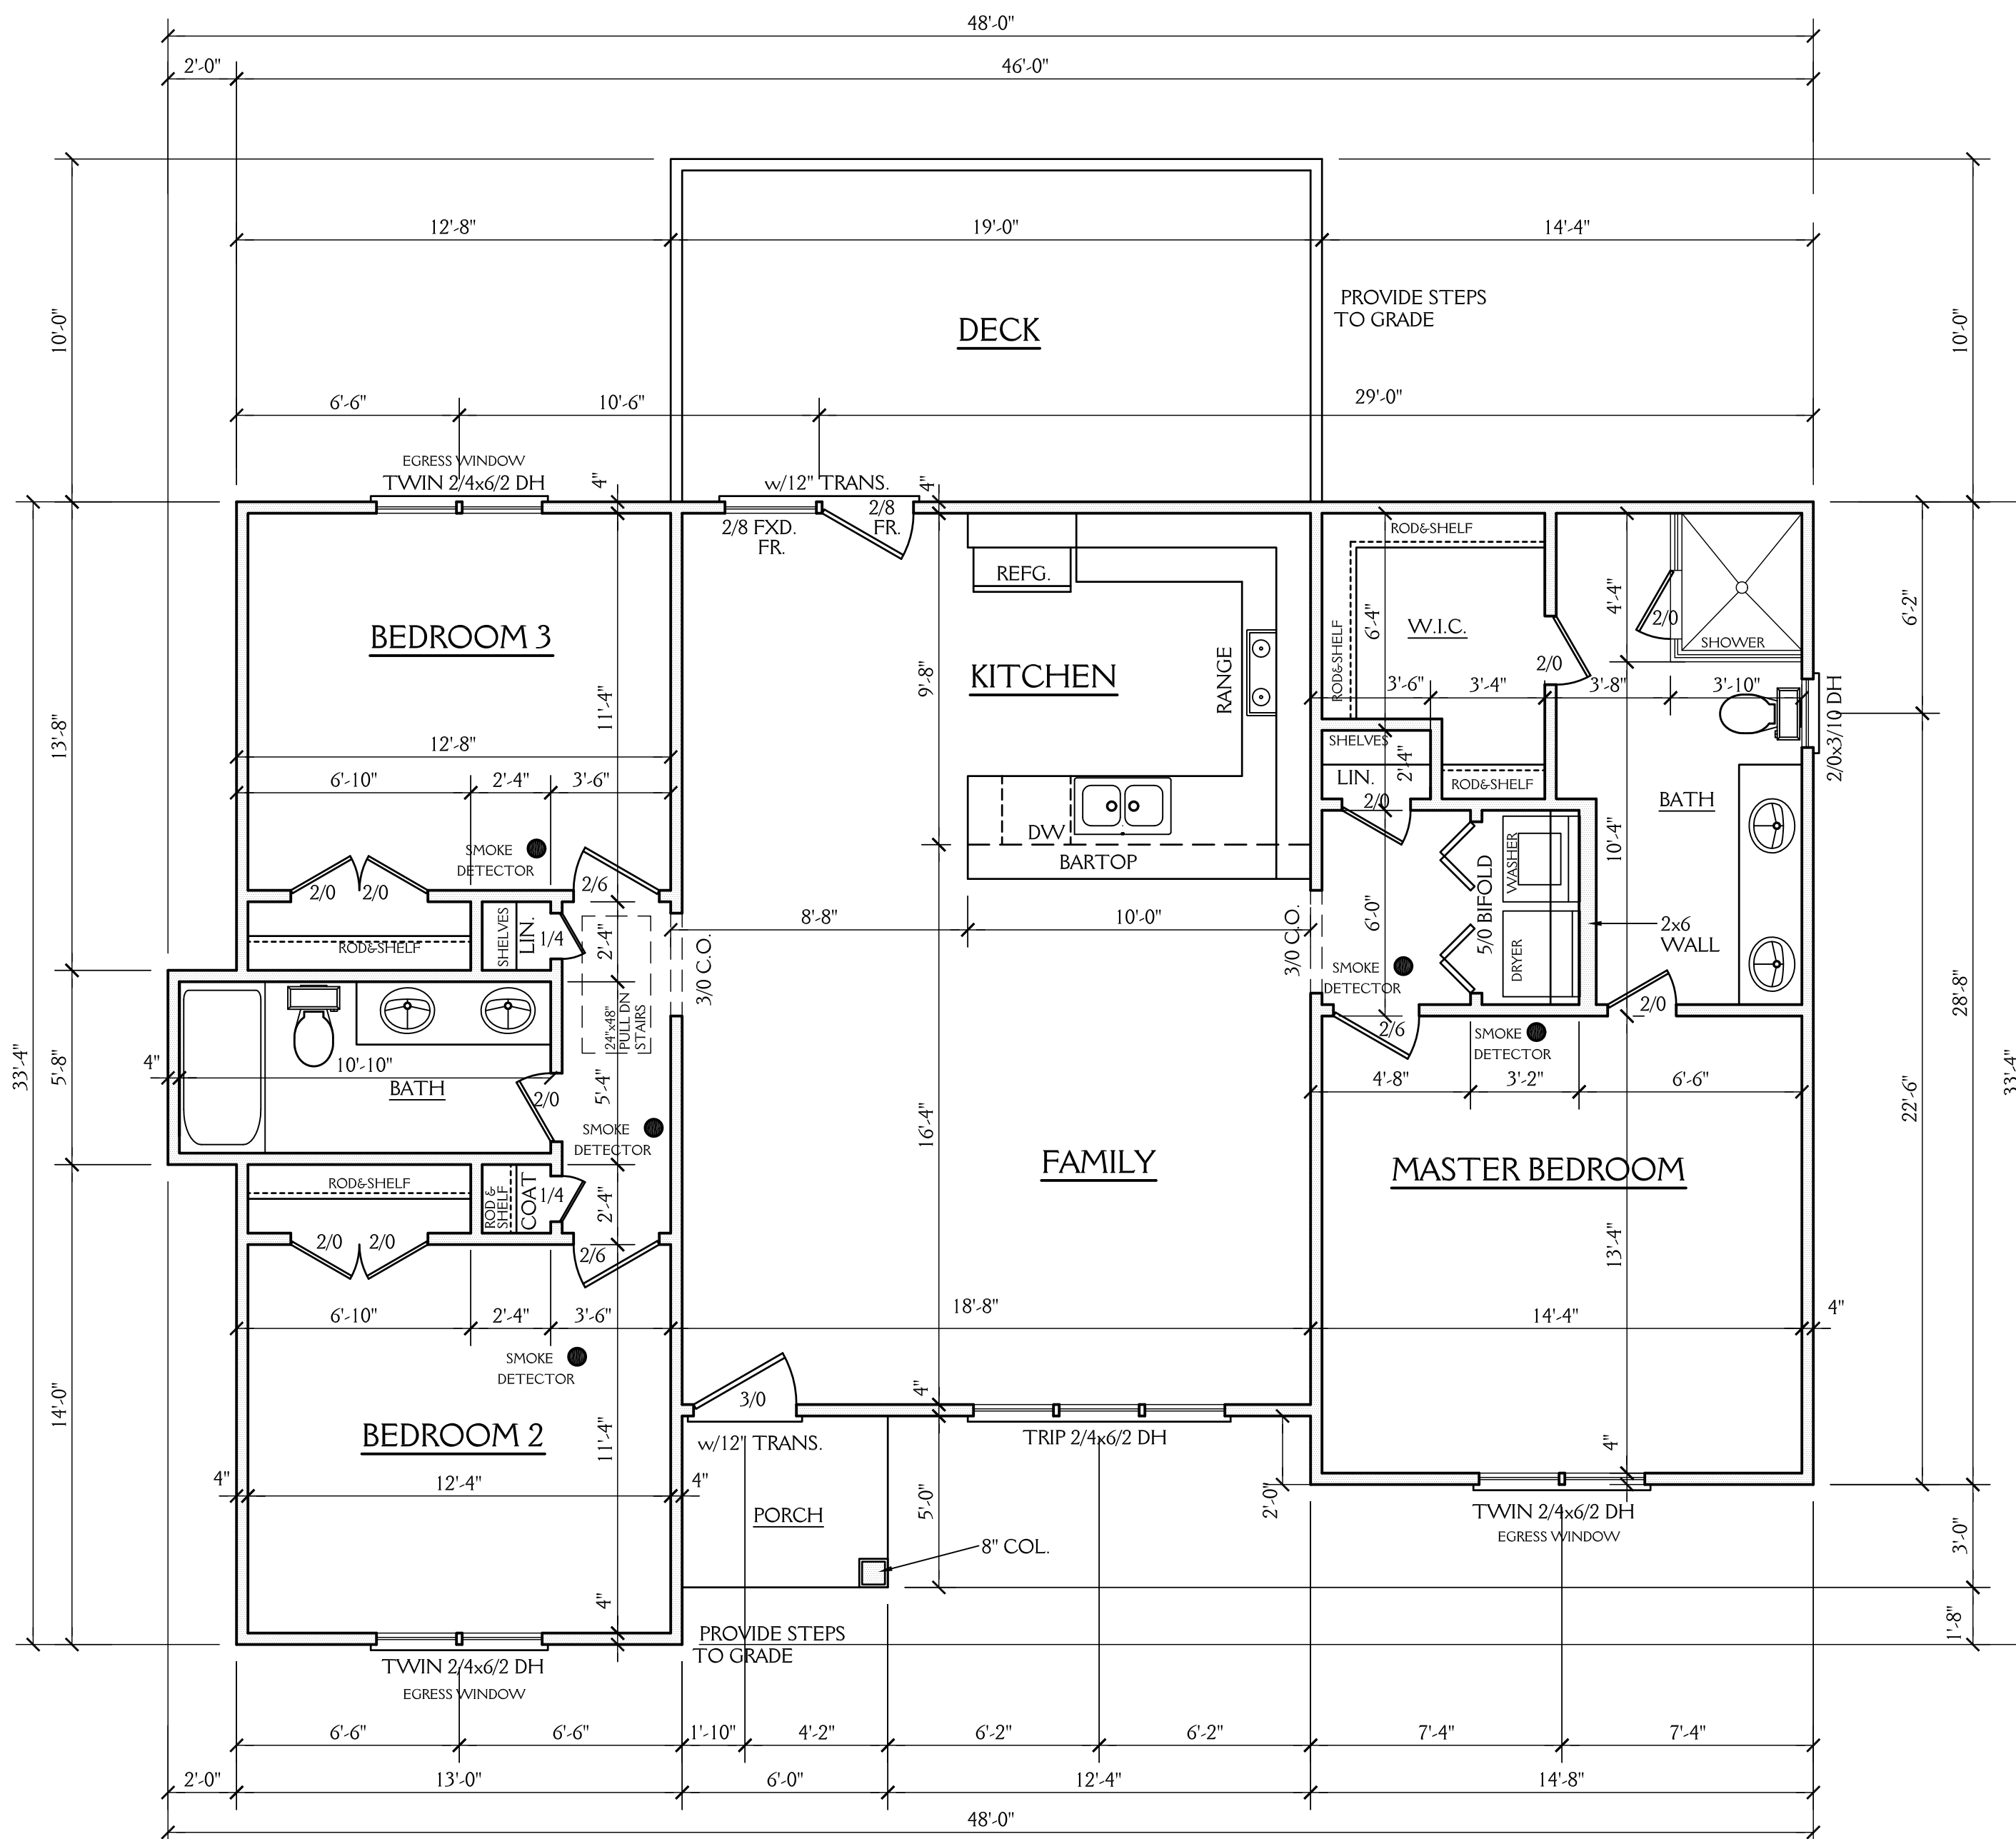 48'-0"
2'-0"
46'-0"
12'-8"
19'-0"
14'-4"
10'-0"
10'-0"
PROVIDE STEPS
TO GRADE
DECK
6'-6"
10'-6"
29'-0"
EGRESS WINDOW
TWIN 2/4x6/2 DH
4"
w/12" TRANS.
4"
2/8 FXD.
FR.
2/8
FR.
REFG.
ROD&SHELF
4'-4"
2/0
SHOWER
6'-2"
BEDROOM 3
KITCHEN
RANGE
ROD&SHELF
6'-4"
W.I.C.
2/0
9'-8"
11'-4"
13'-8"
12'-8"
6'-10"
2'-4"
3'-6"
3'-6"
3'-4"
3'-8"
3'-10"
2/0x3/10 DH
SHELVES
2'-4"
LIN.
2/0
ROD&SHELF
BATH
SMOKE
DETECTOR
DW
BARTOP
2/0
2/0
2/6
5/0 BIFOLD
WASHER
10'-4"
SHELVES
LIN.
1/4
2'-4"
8'-8"
10'-0"
3/0 C.O.
3/0 C.O.
6'-0"
2x6
WALL
ROD&SHELF
SMOKE
DETECTOR
DRYER
28'-8"
24"x48"
PULL DN
STAIRS
2/6
2/0
SMOKE
DETECTOR
33'-4"
5'-8"
4"
10'-10"
BATH
2/0
5'-4"
4'-8"
3'-2"
6'-6"
22'-6"
33'-4"
SMOKE
DETECTOR
16'-4"
FAMILY
MASTER BEDROOM
ROD&SHELF
ROD &
SHELF
COAT
1/4
2'-4"
2/0
2/0
2/6
13'-4"
6'-10"
2'-4"
3'-6"
18'-8"
14'-4"
4"
SMOKE
DETECTOR
14'-0"
3/0
4"
BEDROOM 2
11'-4"
w/12" TRANS.
TRIP 2/4x6/2 DH
4"
4"
12'-4"
4"
PORCH
5'-0"
2'-0"
TWIN 2/4x6/2 DH
EGRESS WINDOW
8" COL.
3'-0"
4"
PROVIDE STEPS
TO GRADE
1'-8"
TWIN 2/4x6/2 DH
EGRESS WINDOW
6'-6"
6'-6"
1'-10"
4'-2"
6'-2"
6'-2"
7'-4"
7'-4"
2'-0"
13'-0"
6'-0"
12'-4"
14'-8"
48'-0"